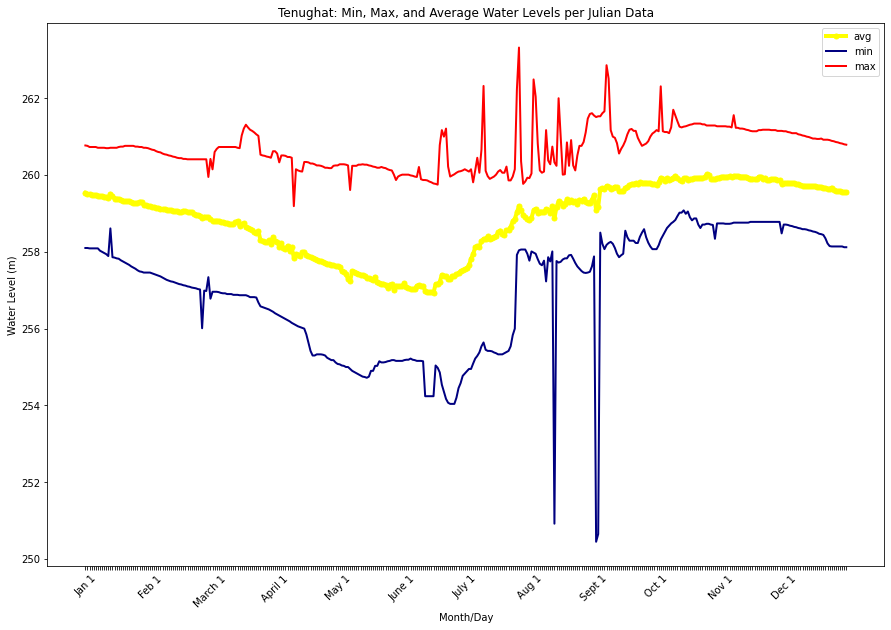 Tenughat: Min, Max, and Average Water Levels per Julian Data
avg
min
max
Water Level (m)
262
260
258
256
254
252
250
Jan 1
Feb 1
March 1
April 1
May 1
June 1
July 1
Aug 1
Sept 1
Oct 1
Nov 1
Dec 1
Month/Day